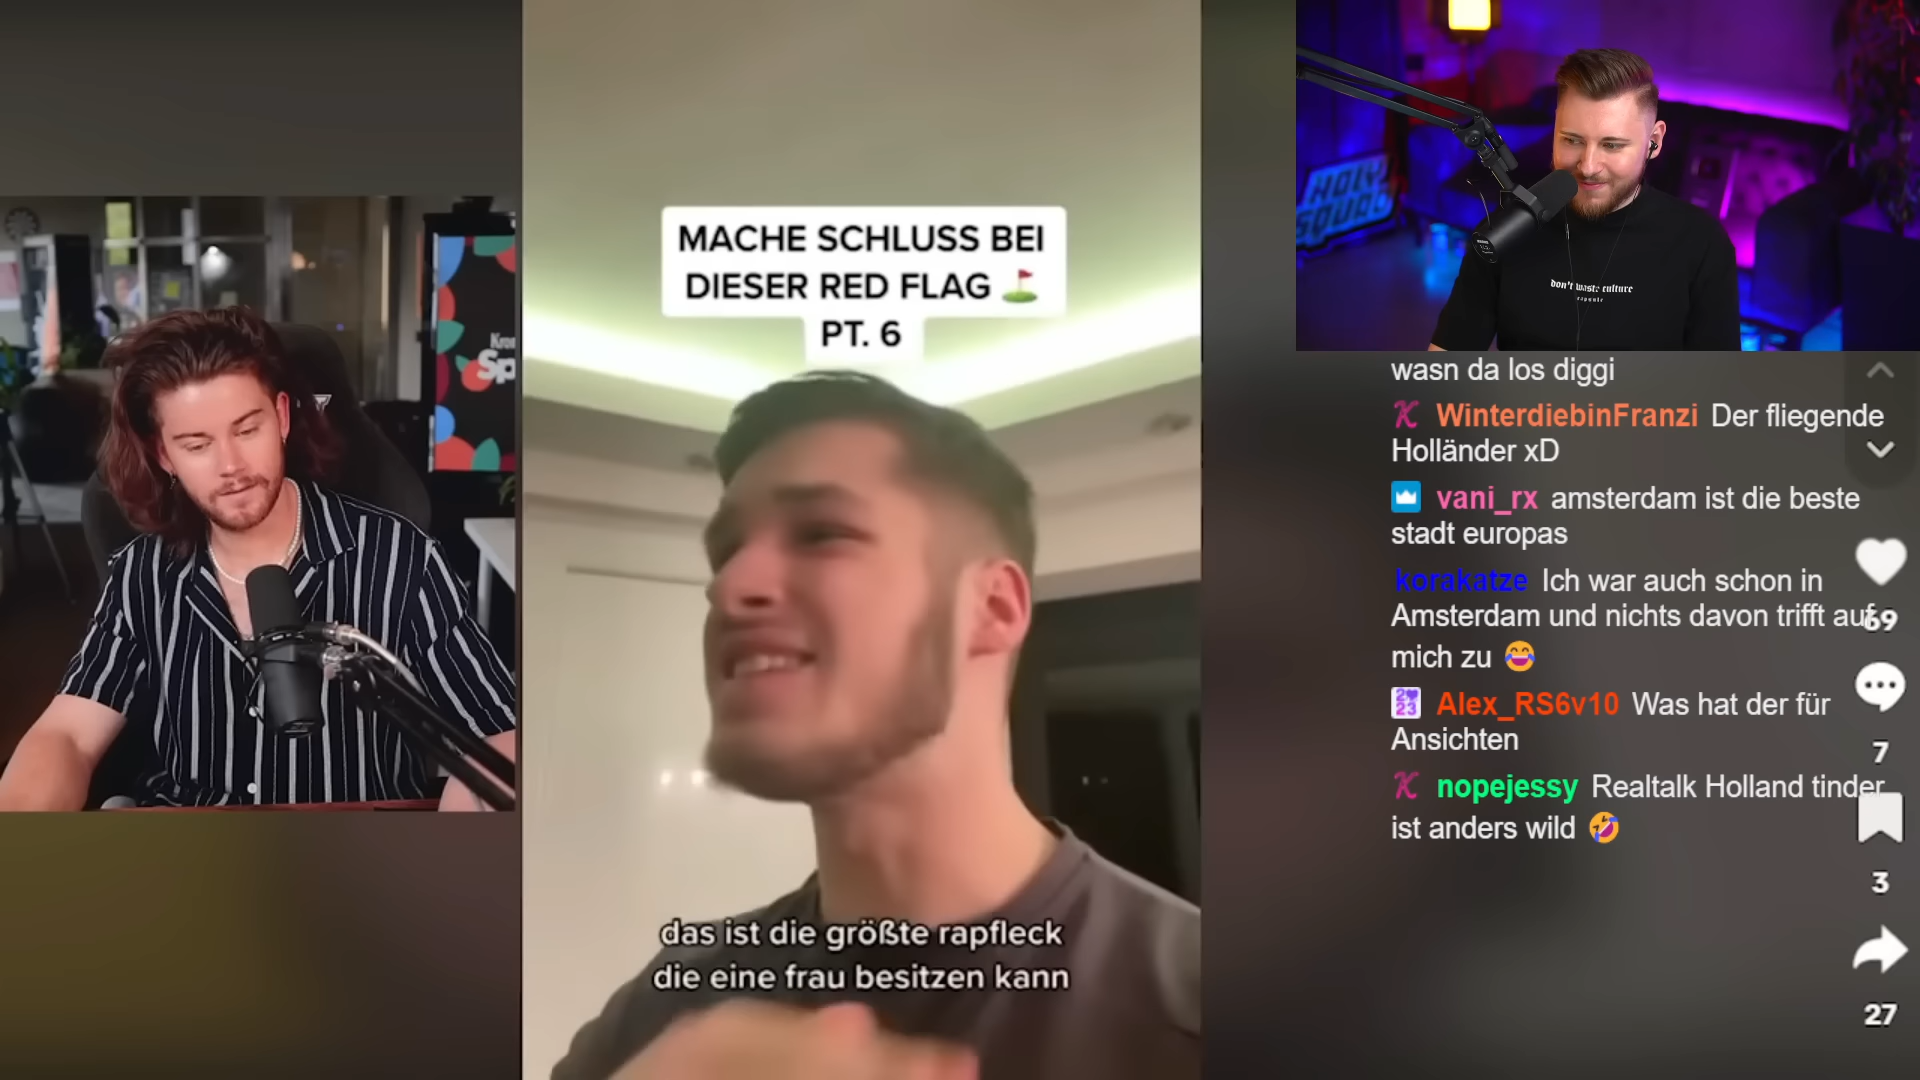 MACHE SCHLUSS BEI
DIESER RED FLAG ⛳
PT. 6
das ist die größte rapfleck
die eine frau besitzen kann
Sp
HOLY
SQUAD
don't waste culture
wasn da los diggi
WinterdiebinFranzi Der fliegende
Holländer xD
vani_rx amsterdam ist die beste
stadt europas
korakatze Ich war auch schon in
Amsterdam und nichts davon trifft auf
mich zu 😂
Alex_RS6v10 Was hat der für
Ansichten
nopejessy Realtalk Holland tinder
ist anders wild 🤣
69
7
3
27